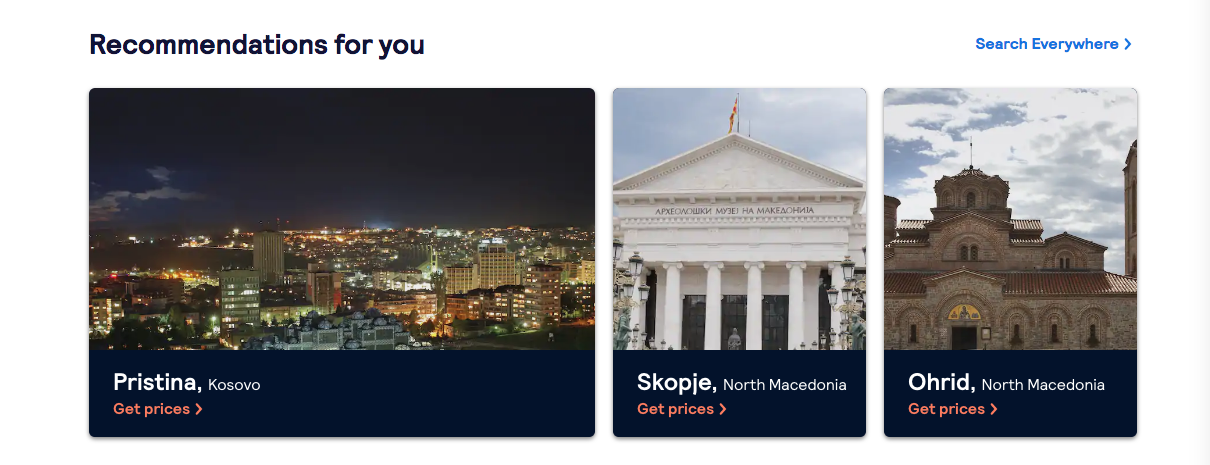 Recommendations for you
Search Everywhere
АРХЕОЛОШКИ МУЗЕЈ НА МАКЕДОНИЈА
Pristina, Kosovo
Get prices
Skopje, North Macedonia
Get prices
Ohrid, North Macedonia
Get prices